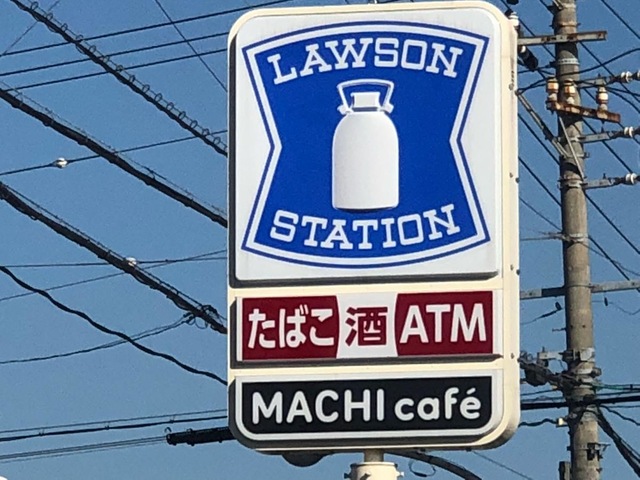 LAWSON
STATION
たばこ 酒 ATM
MACHI café